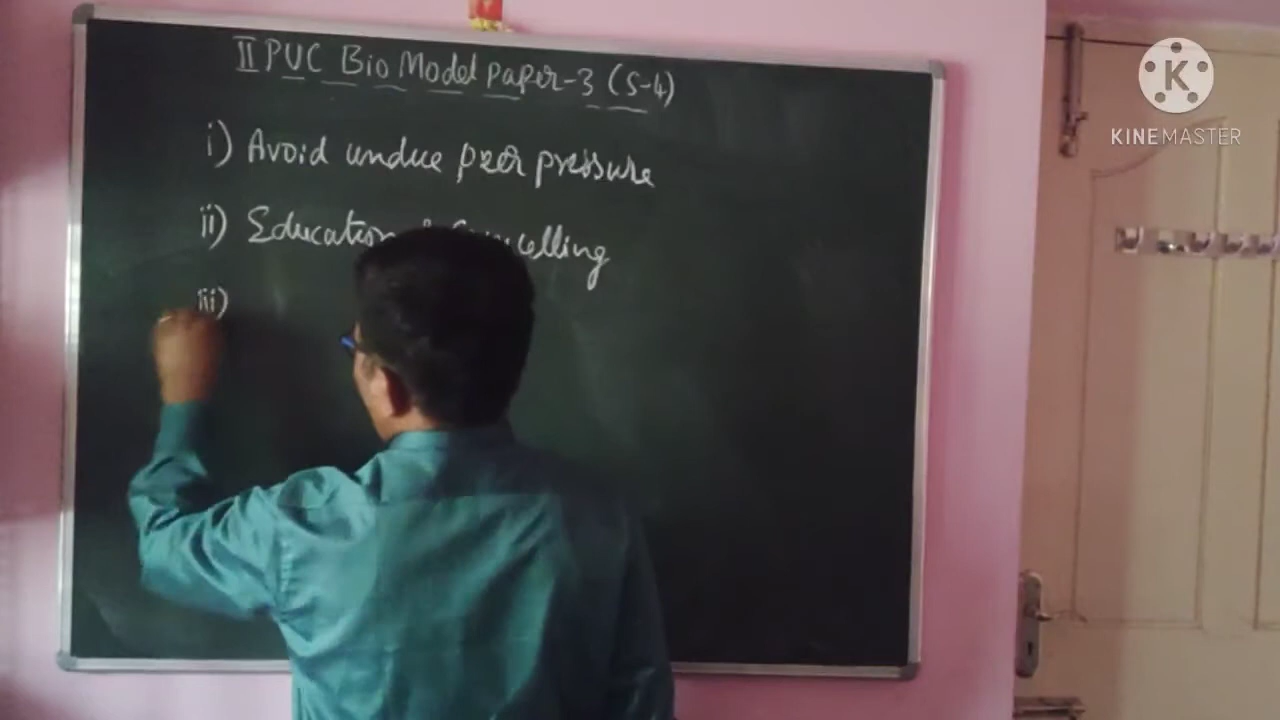 II PUC Bio Model Paper-3 (S-4)
i) Avoid undue peer pressure
ii) Education
iii)
K
KINEMASTER